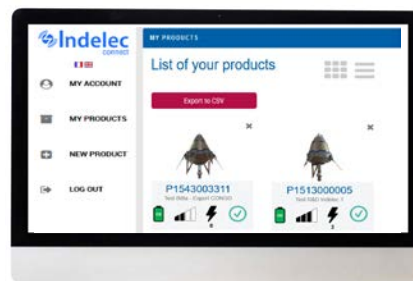 Indelec
connect
MY ACCOUNT
MY PRODUCTS
NEW PRODUCT
LOG OUT
MY PRODUCTS
List of your products
Export to CSV
P1543003311
P1513000005